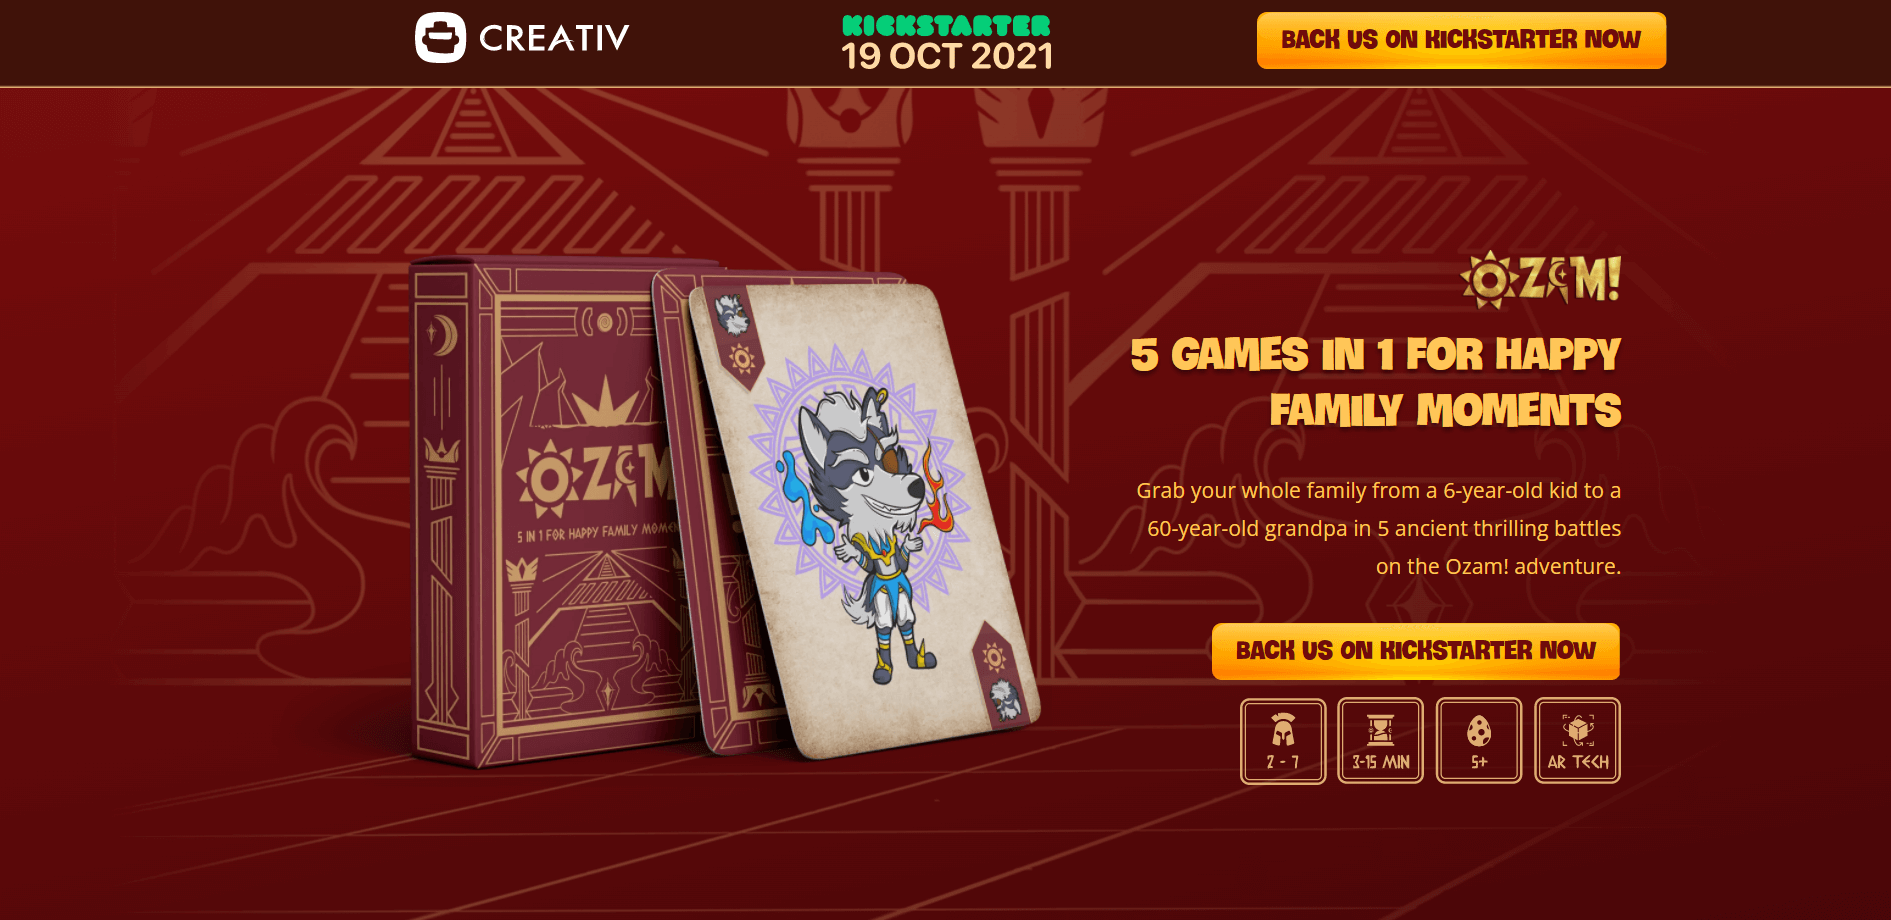 CREATIV
KICKSTARTER
19 OCT 2021
BACK US ON KICKSTARTER NOW
OZAM!
5 GAMES IN 1 FOR HAPPY
FAMILY MOMENTS
Grab your whole family from a 6-year-old kid to a
60-year-old grandpa in 5 ancient thrilling battles
on the Ozam! adventure.
BACK US ON KICKSTARTER NOW
2 - 7
3-15 MIN
5+
AR TECH
OZAM
5 IN 1 FOR HAPPY FAMILY